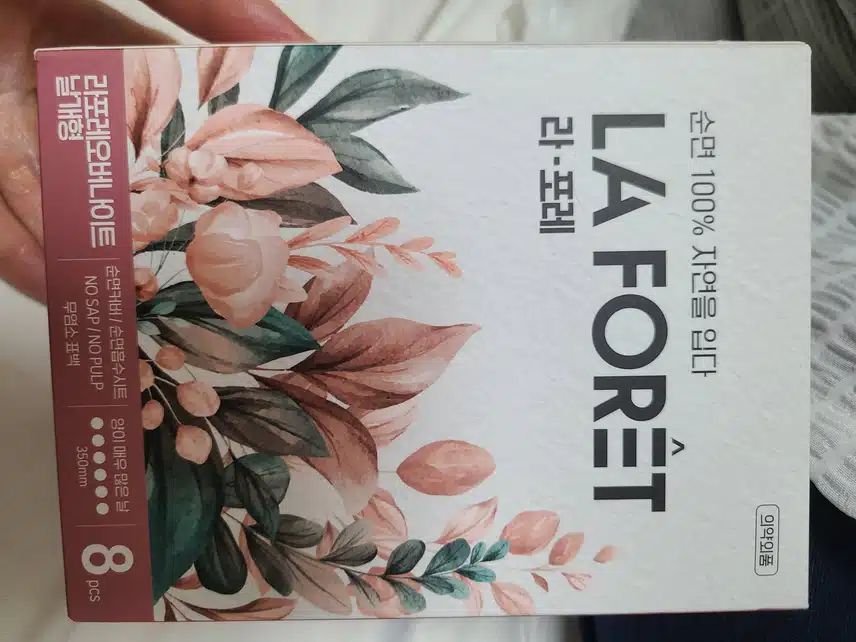 순면 100% 자연을 입다
LA FORÊT
라·포레
의약외품
라포레오버나이트
날개형
순면커버 / 순면흡수시트
NO SAP / NO PULP
무염소 표백
양이 매우 많은 날
350mm
8 pcs